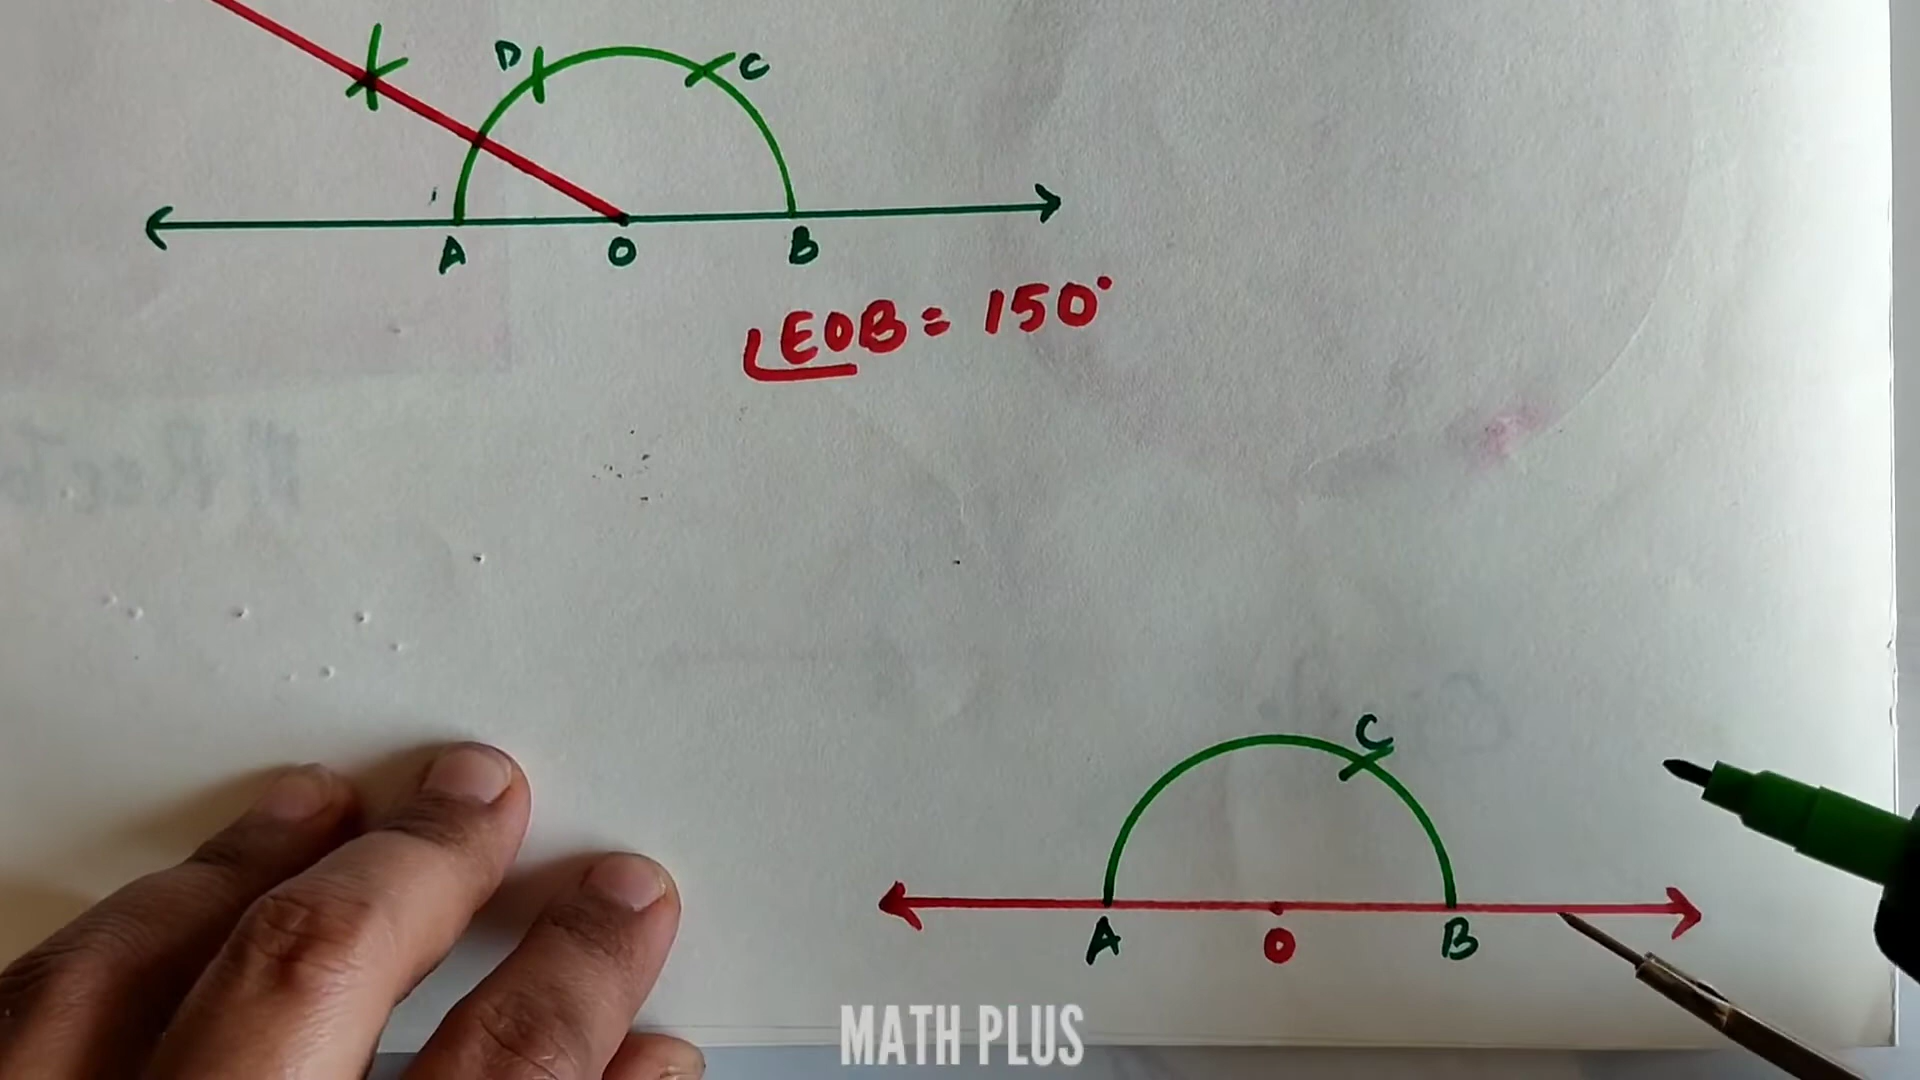 D C
A O B
∠EOB = 150°
C
A O B
MATH PLUS